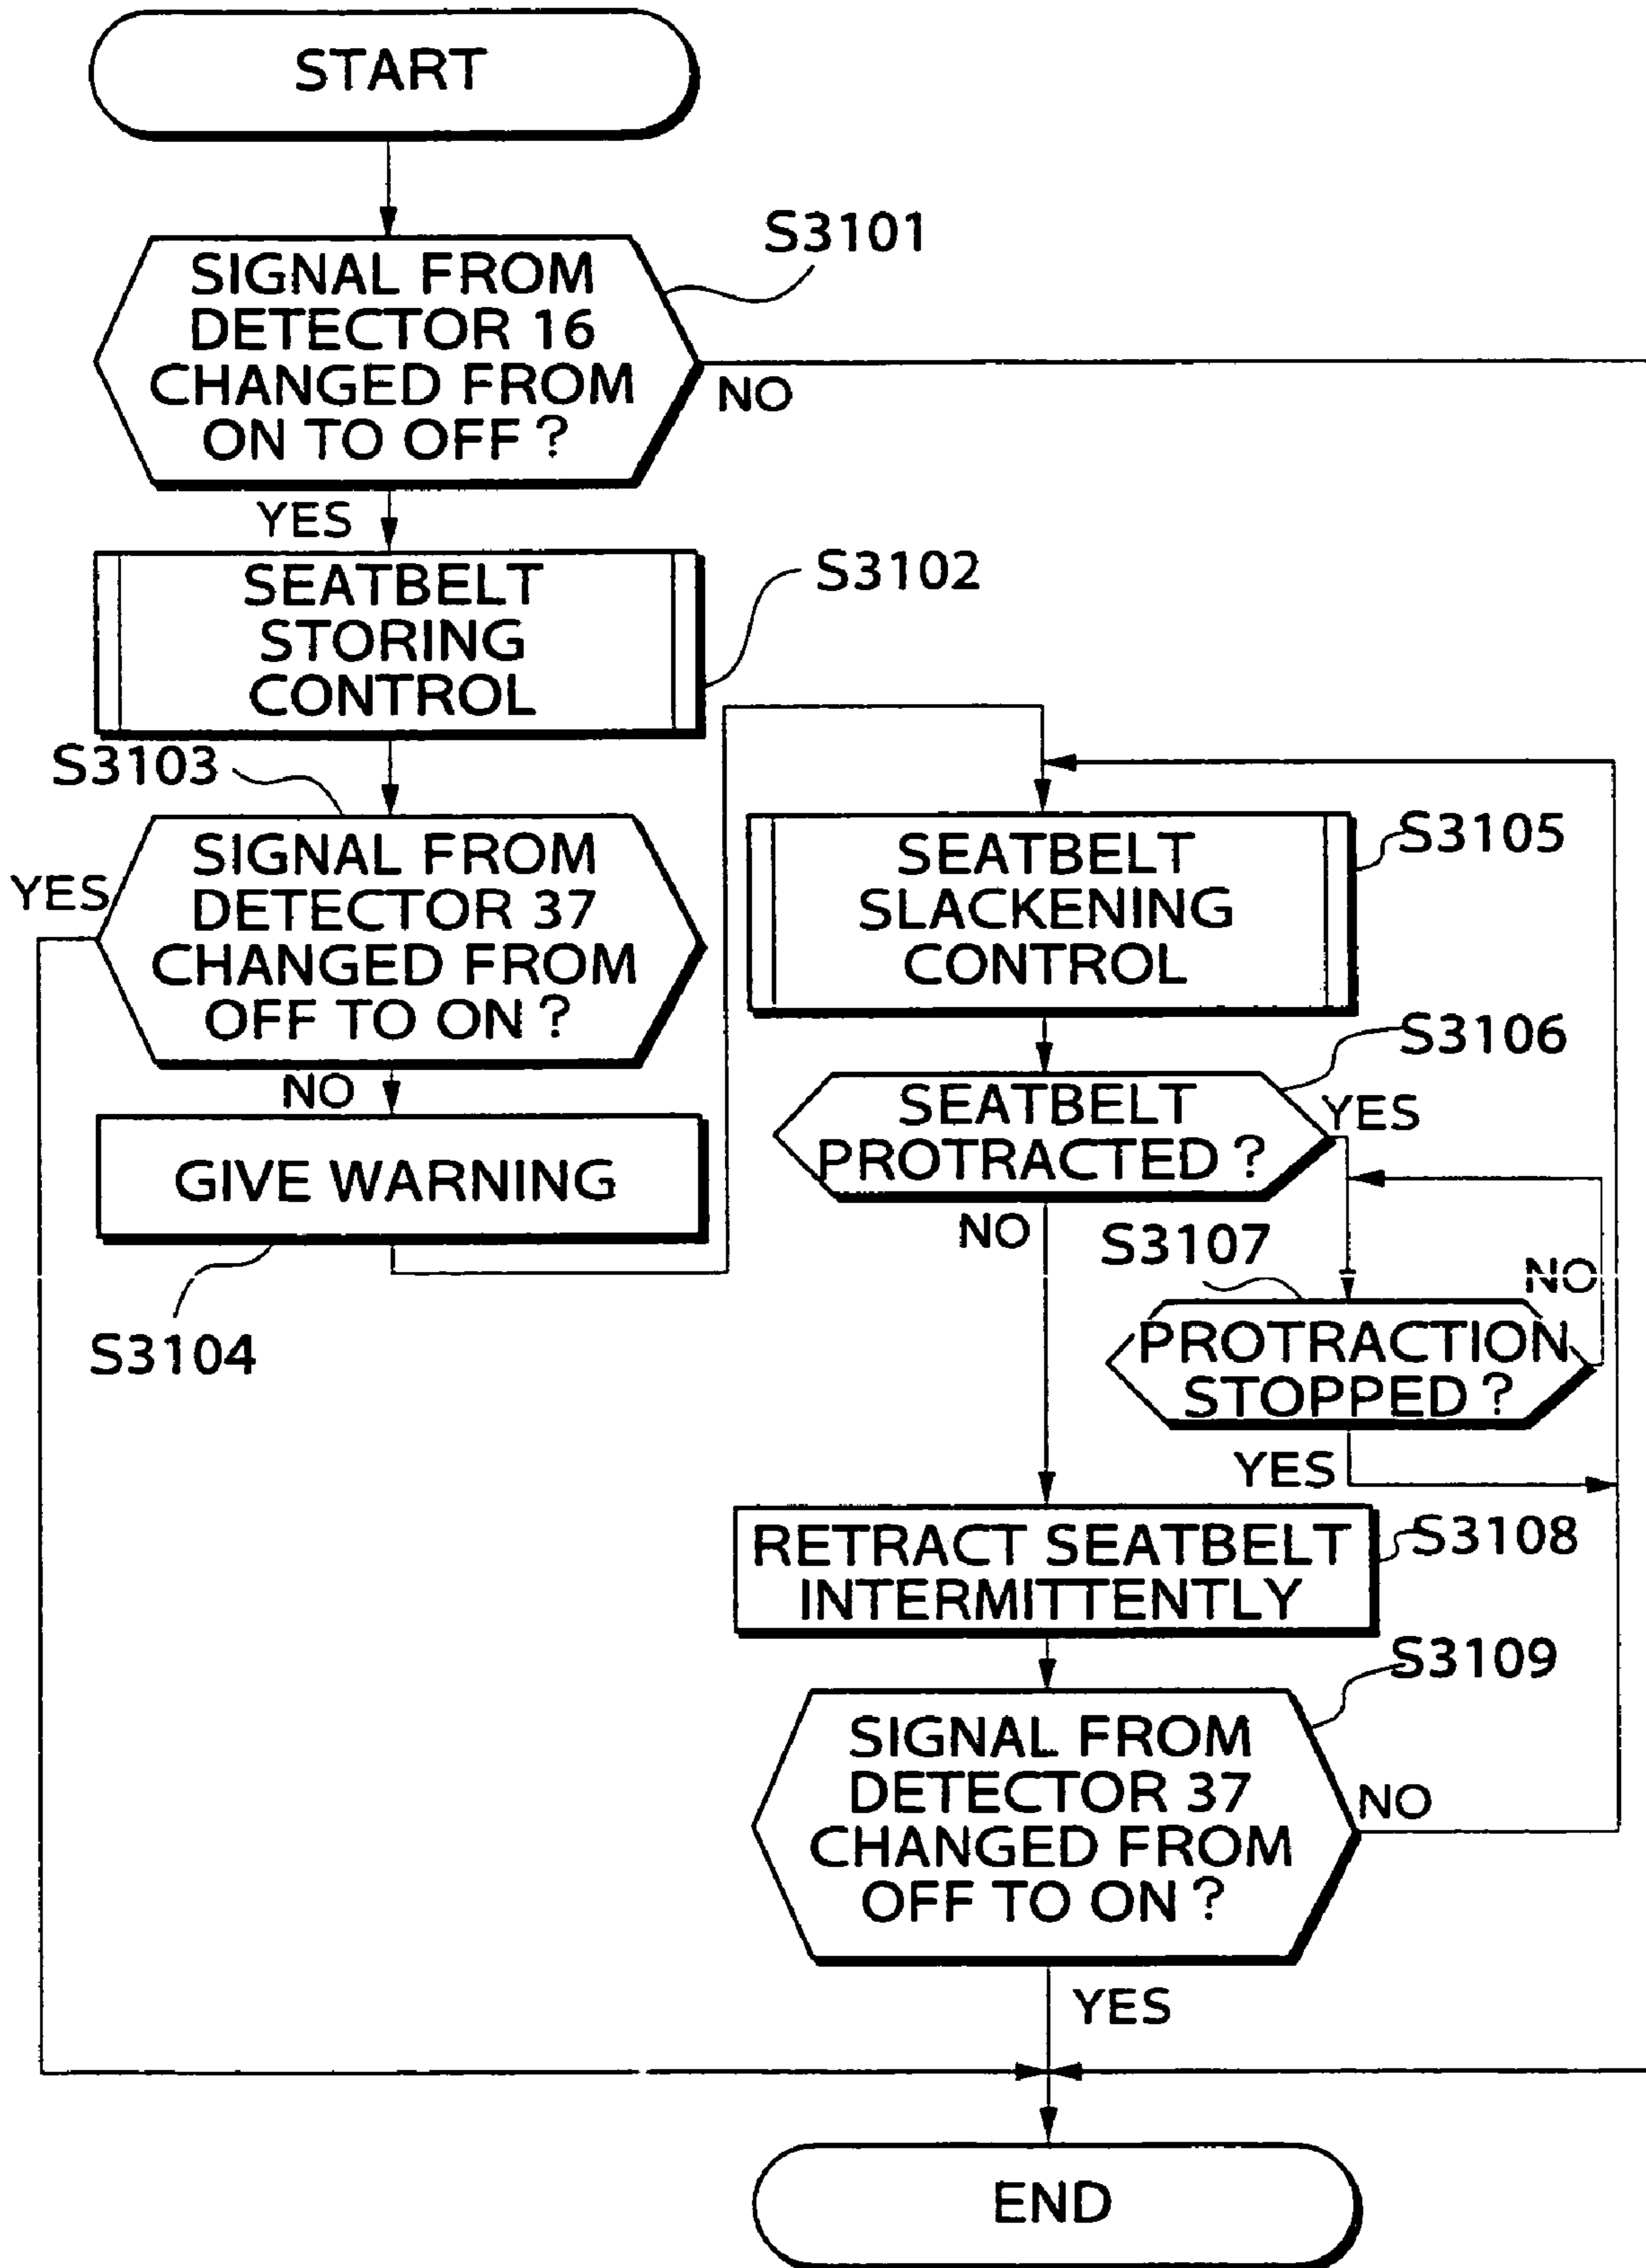 START
S3101
SIGNAL FROM
DETECTOR 16
CHANGED FROM
ON TO OFF ?
NO
YES
S3102
SEATBELT
STORING
CONTROL
S3103
SIGNAL FROM
DETECTOR 37
CHANGED FROM
OFF TO ON ?
YES
NO
GIVE WARNING
S3104
S3105
SEATBELT
SLACKENING
CONTROL
S3106
SEATBELT
PROTRACTED ?
YES
NO
S3107
NO
PROTRACTION
STOPPED ?
YES
RETRACT SEATBELT
INTERMITTENTLY
S3108
S3109
SIGNAL FROM
DETECTOR 37
CHANGED FROM
OFF TO ON ?
NO
YES
END